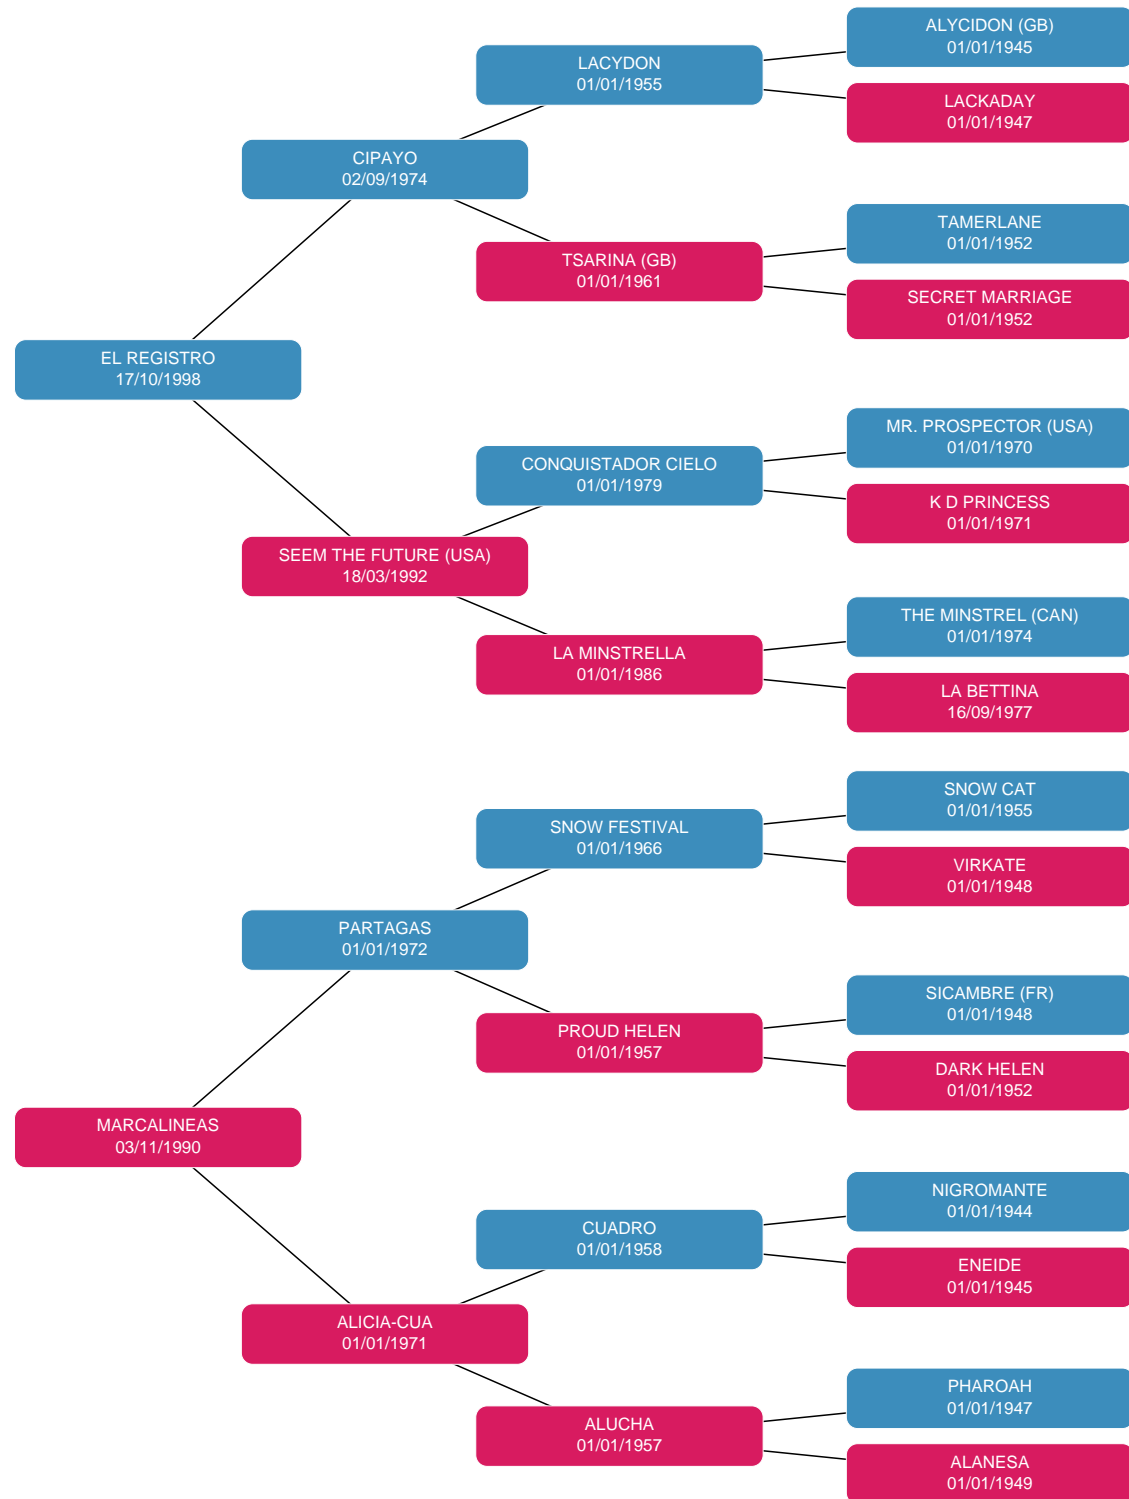 ALYCIDON (GB)
01/01/1945
LACYDON
01/01/1955
LACKADAY
01/01/1947
CIPAYO
02/09/1974
TAMERLANE
01/01/1952
TSARINA (GB)
01/01/1961
SECRET MARRIAGE
01/01/1952
EL REGISTRO
17/10/1998
MR. PROSPECTOR (USA)
01/01/1970
CONQUISTADOR CIELO
01/01/1979
K D PRINCESS
01/01/1971
SEEM THE FUTURE (USA)
18/03/1992
THE MINSTREL (CAN)
01/01/1974
LA MINSTRELLA
01/01/1986
LA BETTINA
16/09/1977
SNOW CAT
01/01/1955
SNOW FESTIVAL
01/01/1966
VIRKATE
01/01/1948
PARTAGAS
01/01/1972
SICAMBRE (FR)
01/01/1948
PROUD HELEN
01/01/1957
DARK HELEN
01/01/1952
MARCALINEAS
03/11/1990
NIGROMANTE
01/01/1944
CUADRO
01/01/1958
ENEIDE
01/01/1945
ALICIA-CUA
01/01/1971
PHAROAH
01/01/1947
ALUCHA
01/01/1957
ALANESA
01/01/1949